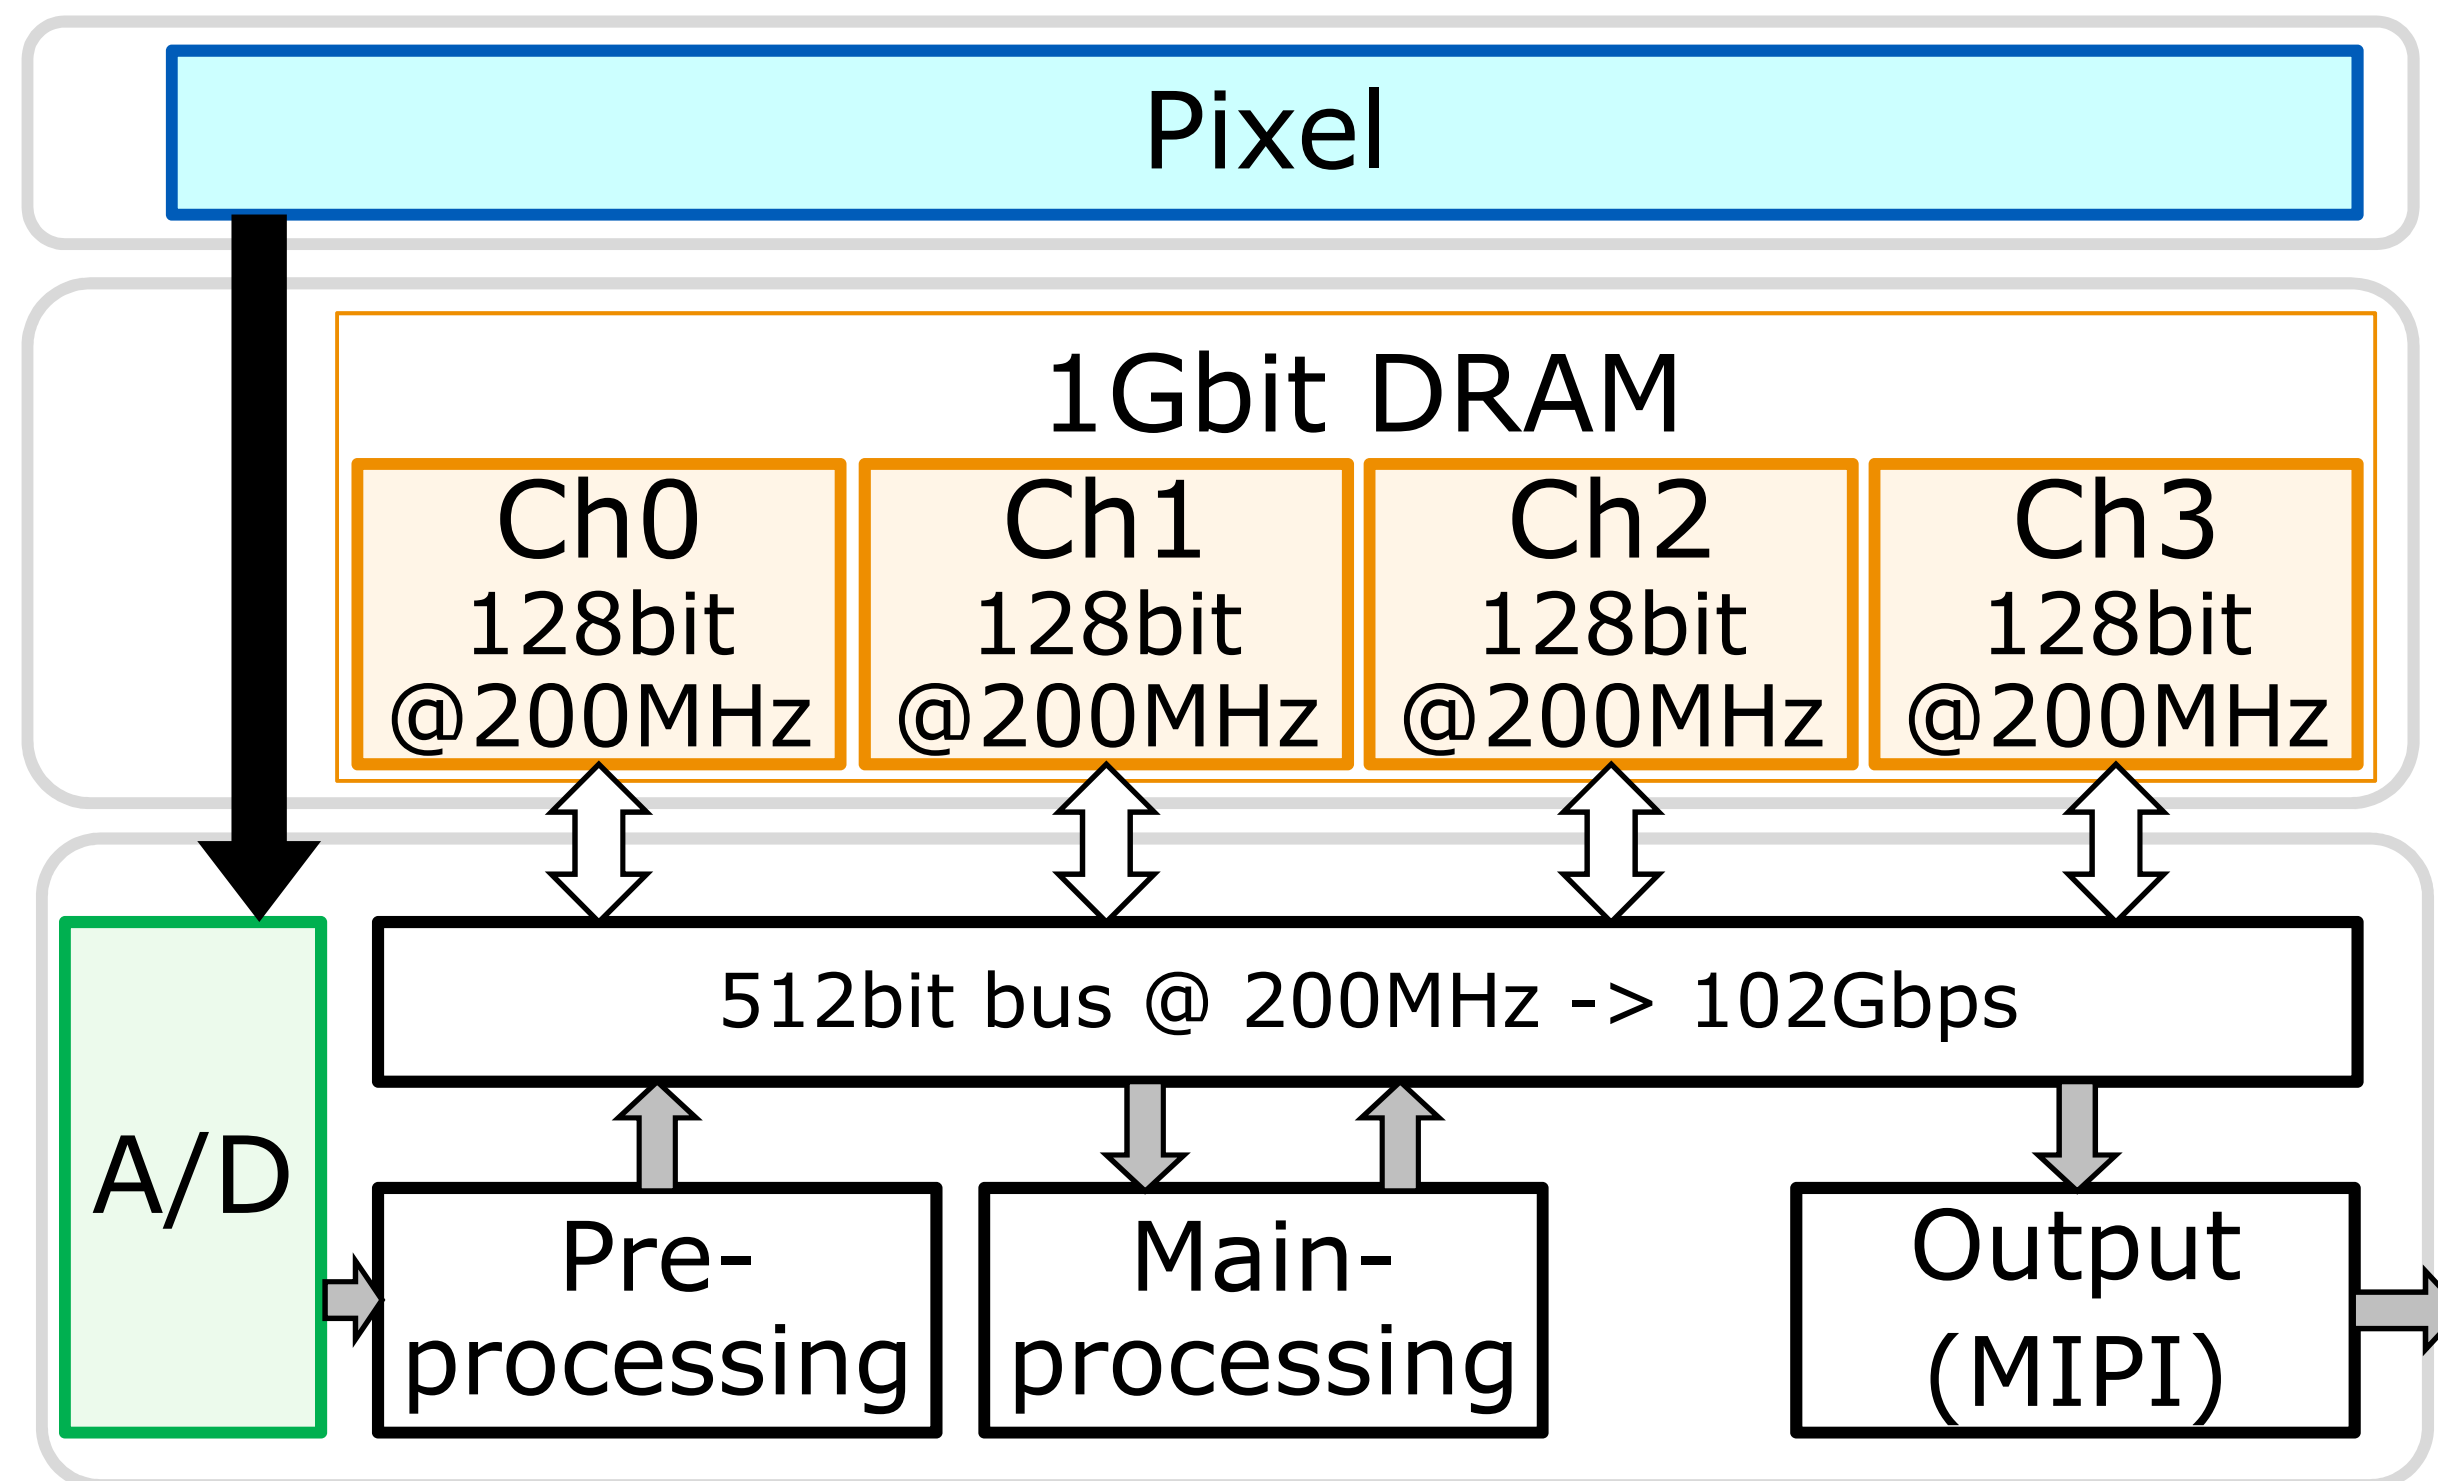 Pixel
1Gbit DRAM
Ch0
128bit
@200MHz
Ch1
128bit
@200MHz
Ch2
128bit
@200MHz
Ch3
128bit
@200MHz
512bit bus @ 200MHz -> 102Gbps
A/D
Pre-
processing
Main-
processing
Output
(MIPI)